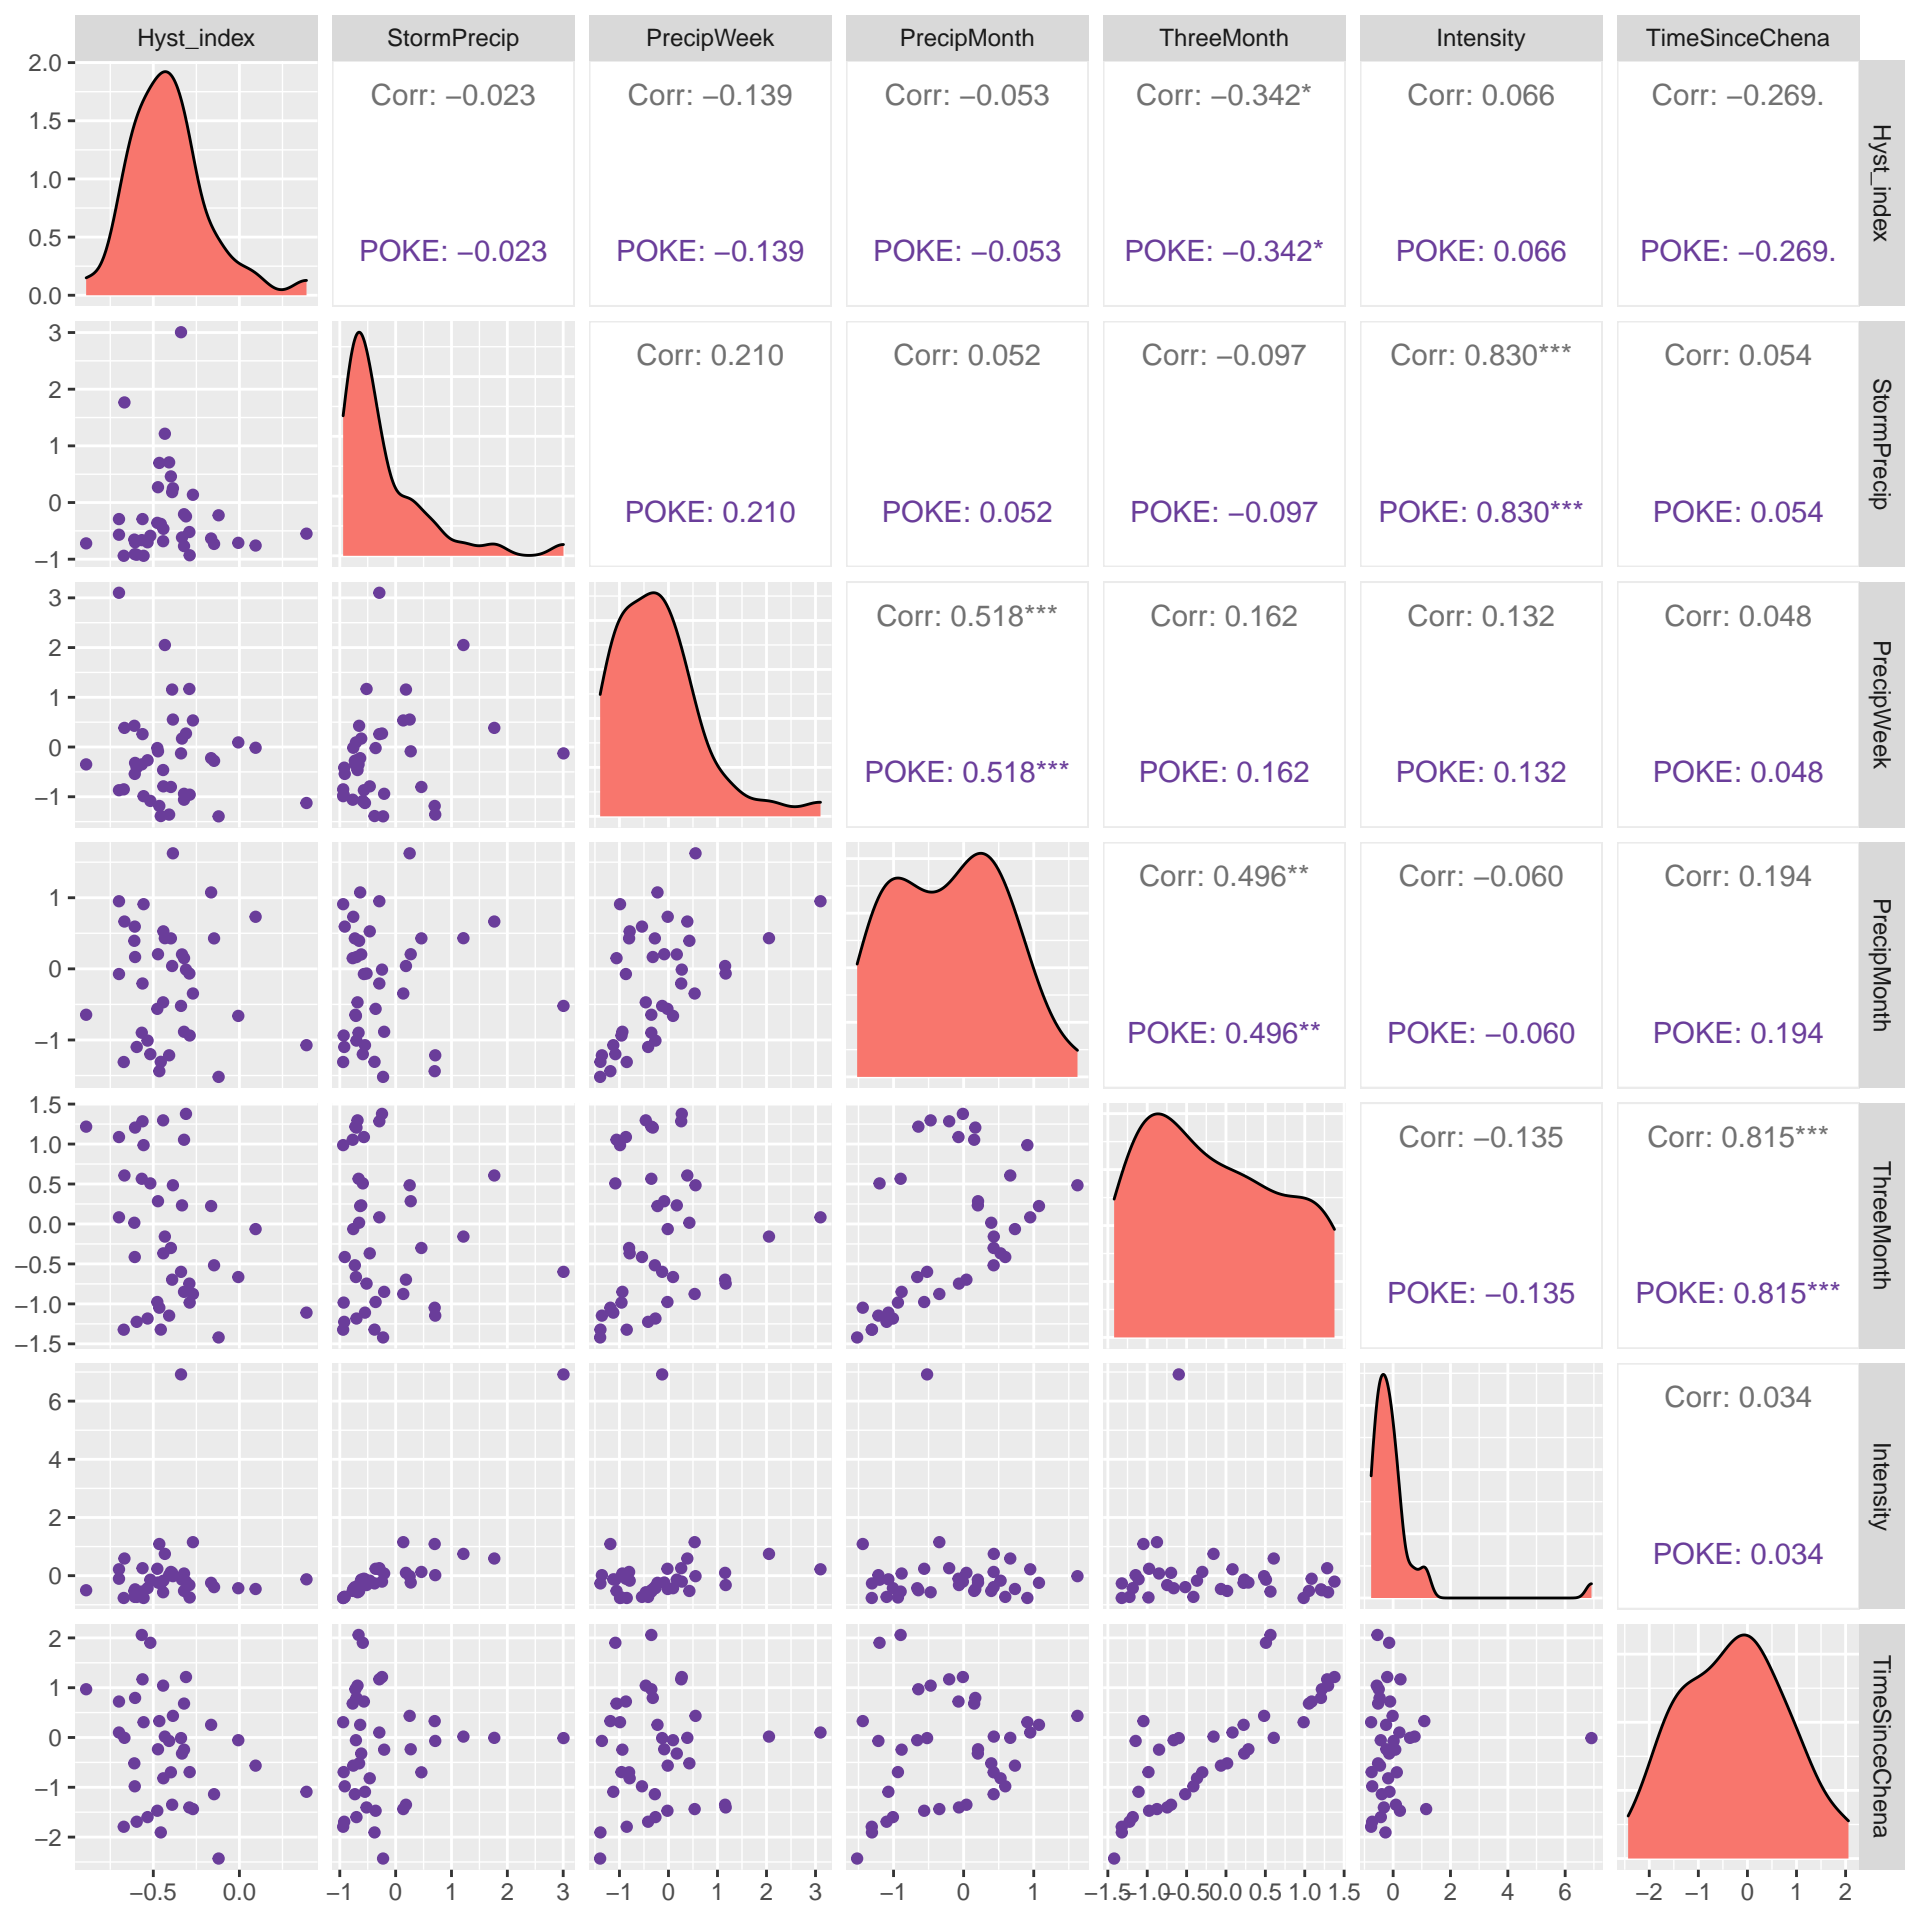 Hyst_index StormPrecip PrecipWeek PrecipMonth ThreeMonth Intensity TimeSinceChena
2.0
1.5
1.0
0.5
0.0
Corr: −0.023 Corr: −0.139 Corr: −0.053 Corr: −0.342* Corr: 0.066 Corr: −0.269.
POKE: −0.023 POKE: −0.139 POKE: −0.053 POKE: −0.342* POKE: 0.066 POKE: −0.269.
Hyst_index
3
2
1
0
−1
Corr: 0.210 Corr: 0.052 Corr: −0.097 Corr: 0.830*** Corr: 0.054
POKE: 0.210 POKE: 0.052 POKE: −0.097 POKE: 0.830*** POKE: 0.054
StormPrecip
3
2
1
0
−1
Corr: 0.518*** Corr: 0.162 Corr: 0.132 Corr: 0.048
POKE: 0.518*** POKE: 0.162 POKE: 0.132 POKE: 0.048
PrecipWeek
1
0
−1
Corr: 0.496** Corr: −0.060 Corr: 0.194
POKE: 0.496** POKE: −0.060 POKE: 0.194
PrecipMonth
1.5
1.0
0.5
0.0
−0.5
−1.0
−1.5
Corr: −0.135 Corr: 0.815***
POKE: −0.135 POKE: 0.815***
ThreeMonth
6
4
2
0
Corr: 0.034
POKE: 0.034
Intensity
2
1
0
−1
−2
TimeSinceChena
−0.5 0.0 −1 0 1 2 3 −1 0 1 2 3 −1 0 1 −1.5 −1.0 −0.5 0.0 0.5 1.0 1.5 0 2 4 6 −2 −1 0 1 2